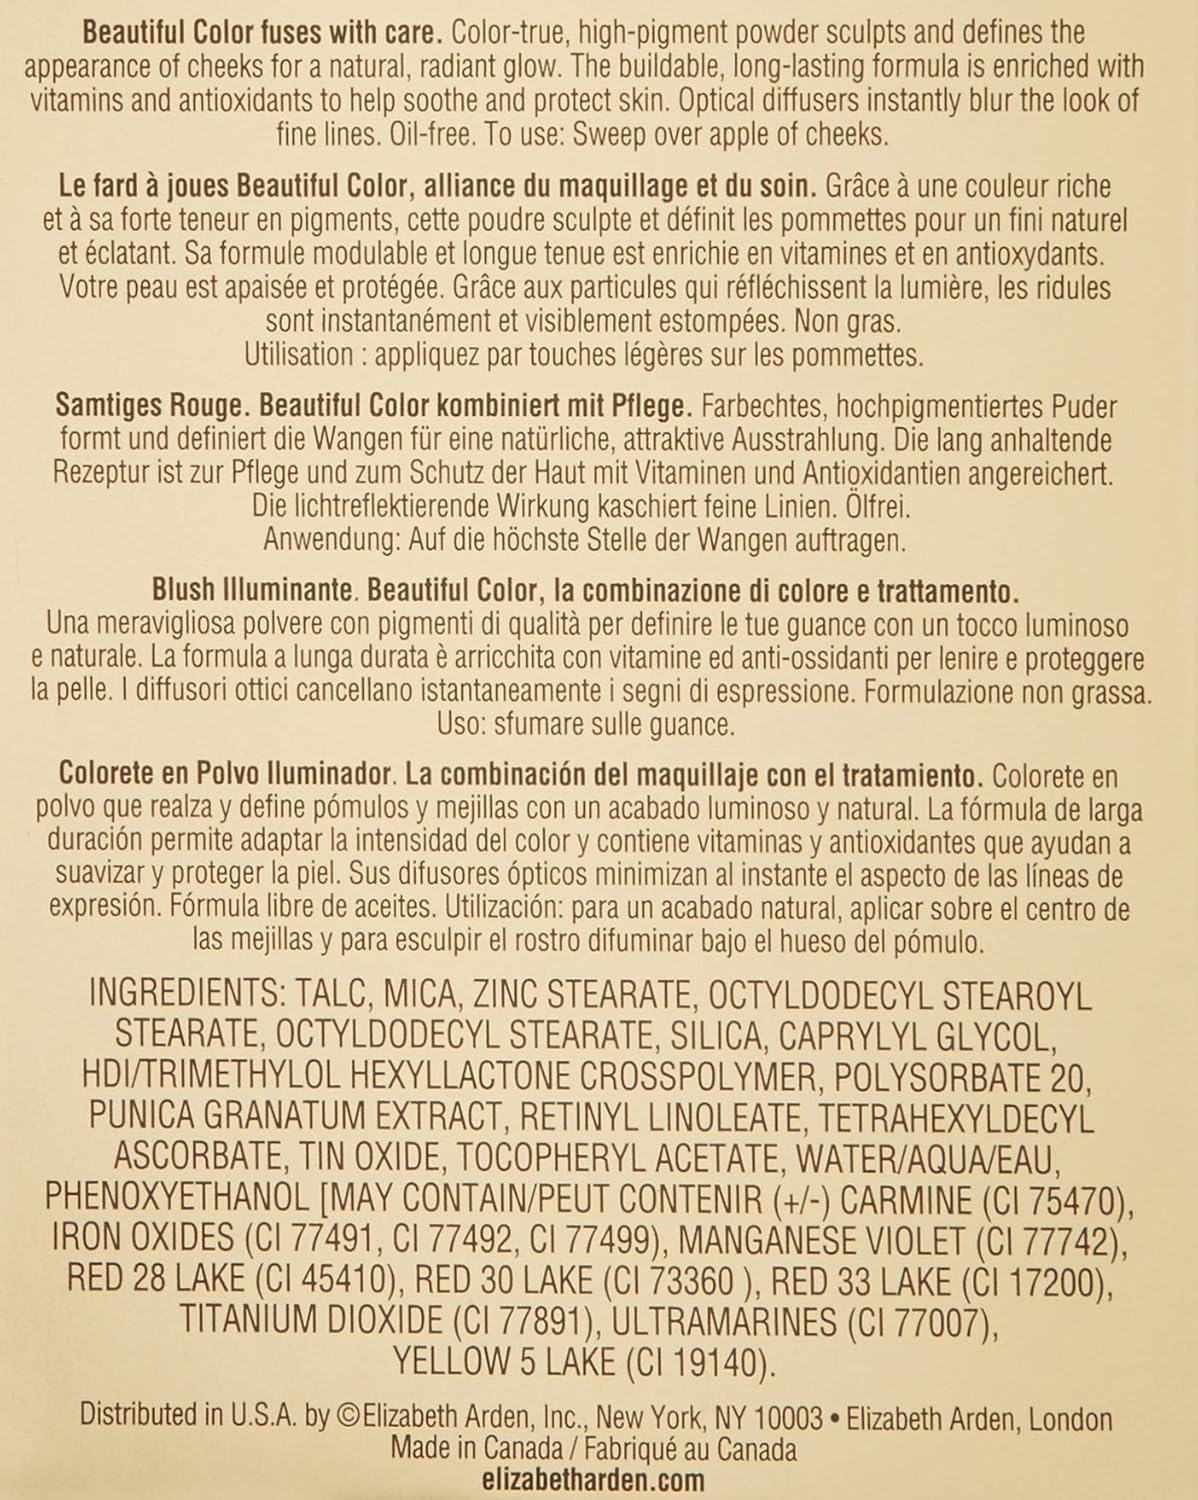 Beautiful Color fuses with care. Color-true, high-pigment powder sculpts and defines the
appearance of cheeks for a natural, radiant glow. The buildable, long-lasting formula is enriched with
vitamins and antioxidants to help soothe and protect skin. Optical diffusers instantly blur the look of
fine lines. Oil-free. To use: Sweep over apple of cheeks.
Le fard à joues Beautiful Color, alliance du maquillage et du soin. Grâce à une couleur riche
et à sa forte teneur en pigments, cette poudre sculpte et définit les pommettes pour un fini naturel
et éclatant. Sa formule modulable et longue tenue est enrichie en vitamines et en antioxydants.
Votre peau est apaisée et protégée. Grâce aux particules qui réfléchissent la lumière, les ridules
sont instantanément et visiblement estompées. Non gras.
Utilisation : appliquez par touches légères sur les pommettes.
Samtiges Rouge. Beautiful Color kombiniert mit Pflege. Farbechtes, hochpigmentiertes Puder
formt und definiert die Wangen für eine natürliche, attraktive Ausstrahlung. Die lang anhaltende
Rezeptur ist zur Pflege und zum Schutz der Haut mit Vitaminen und Antioxidantien angereichert.
Die lichtreflektierende Wirkung kaschiert feine Linien. Ölfrei.
Anwendung: Auf die höchste Stelle der Wangen auftragen.
Blush Illuminante. Beautiful Color, la combinazione di colore e trattamento.
Una meravigliosa polvere con pigmenti di qualità per definire le tue guance con un tocco luminoso
e naturale. La formula a lunga durata è arricchita con vitamine ed anti-ossidanti per lenire e proteggere
la pelle. I diffusori ottici cancellano istantaneamente i segni di espressione. Formulazione non grassa.
Uso: sfumare sulle guance.
Colorete en Polvo Iluminador. La combinación del maquillaje con el tratamiento. Colorete en
polvo que realza y define pómulos y mejillas con un acabado luminoso y natural. La fórmula de larga
duración permite adaptar la intensidad del color y contiene vitaminas y antioxidantes que ayudan a
suavizar y proteger la piel. Sus difusores ópticos minimizan al instante el aspecto de las líneas de
expresión. Fórmula libre de aceites. Utilización: para un acabado natural, aplicar sobre el centro de
las mejillas y para esculpir el rostro difuminar bajo el hueso del pómulo.
INGREDIENTS: TALC, MICA, ZINC STEARATE, OCTYLDODECYL STEAROYL
STEARATE, OCTYLDODECYL STEARATE, SILICA, CAPRYLYL GLYCOL,
HDI/TRIMETHYLOL HEXYLLACTONE CROSSPOLYMER, POLYSORBATE 20,
PUNICA GRANATUM EXTRACT, RETINYL LINOLEATE, TETRAHEXYLDECYL
ASCORBATE, TIN OXIDE, TOCOPHERYL ACETATE, WATER/AQUA/EAU,
PHENOXYETHANOL [MAY CONTAIN/PEUT CONTENIR (+/-) CARMINE (CI 75470),
IRON OXIDES (CI 77491, CI 77492, CI 77499), MANGANESE VIOLET (CI 77742),
RED 28 LAKE (CI 45410), RED 30 LAKE (CI 73360 ), RED 33 LAKE (CI 17200),
TITANIUM DIOXIDE (CI 77891), ULTRAMARINES (CI 77007),
YELLOW 5 LAKE (CI 19140).
Distributed in U.S.A. by ©Elizabeth Arden, Inc., New York, NY 10003 • Elizabeth Arden, London
Made in Canada / Fabriqué au Canada
elizabetharden.com